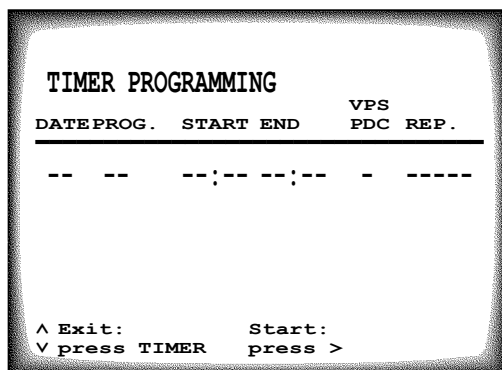 TIMER PROGRAMMING
VPS
DATE PROG. START END PDC REP.
-- -- --:-- --:-- - -----
^ Exit: Start:
v press TIMER press >